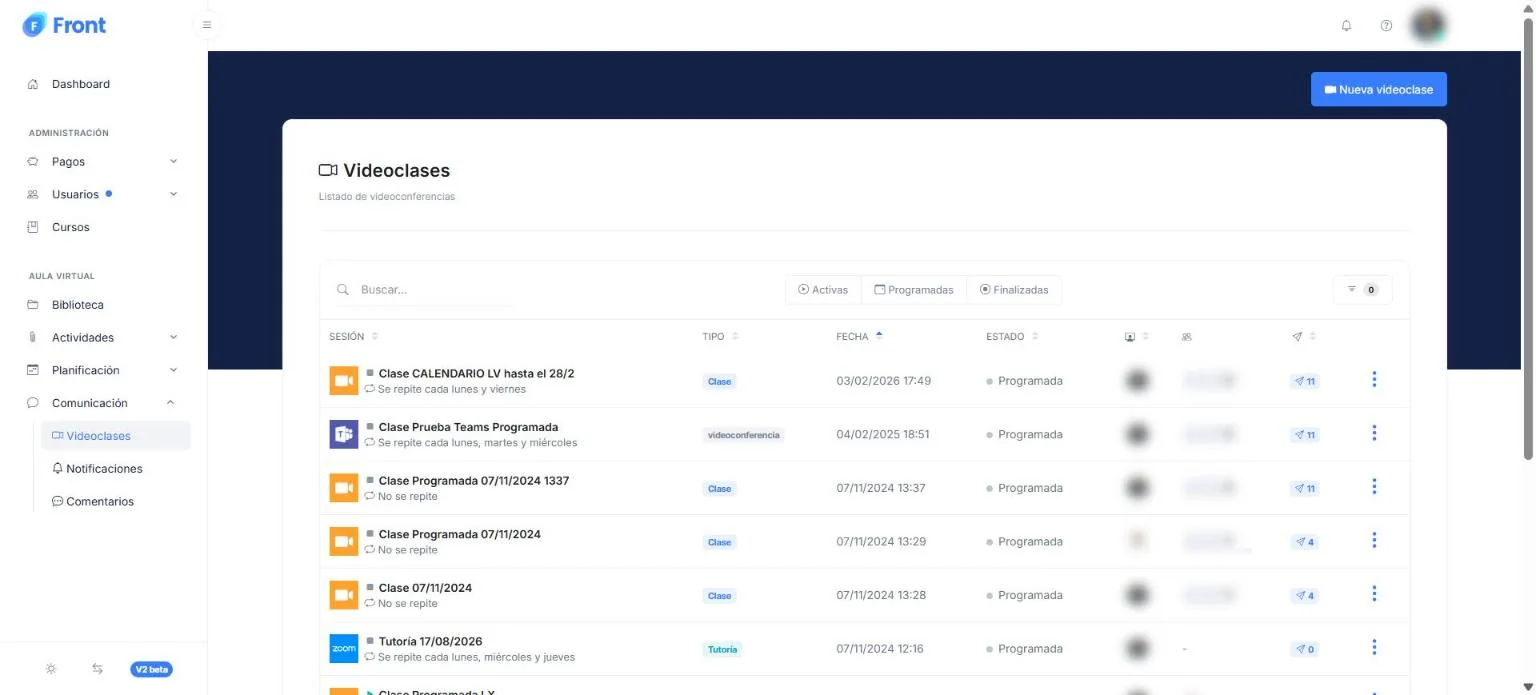 F Front
Nueva videoclase
Dashboard
ADMINISTRACIÓN
Pagos
Usuarios
Cursos
AULA VIRTUAL
Biblioteca
Actividades
Planificación
Comunicación
Videoclases
Notificaciones
Comentarios
V2 beta
Videoclases
Listado de videoconferencias
Buscar...
Activas Programadas Finalizadas 0
SESIÓN TIPO FECHA ESTADO
Clase CALENDARIO LV hasta el 28/2
Se repite cada lunes y viernes
Clase 03/02/2026 17:49 Programada 11
Clase Prueba Teams Programada
Se repite cada lunes, martes y miércoles
videoconferencia 04/02/2025 18:51 Programada 11
Clase Programada 07/11/2024 1337
No se repite
Clase 07/11/2024 13:37 Programada 11
Clase Programada 07/11/2024
No se repite
Clase 07/11/2024 13:29 Programada 4
Clase 07/11/2024
No se repite
Clase 07/11/2024 13:28 Programada 4
zoom
Tutoría 17/08/2026
Se repite cada lunes, miércoles y jueves
Tutoría 07/11/2024 12:16 Programada - 0
Clase Programada LX